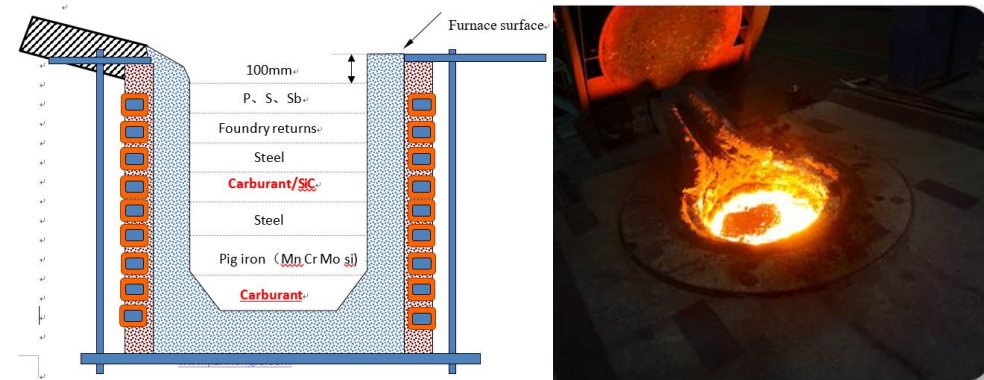 Furnace surface
100mm
P、S、Sb
Foundry returns
Steel
Carburant/SiC
Steel
Pig iron（Mn Cr Mo si)
Carburant